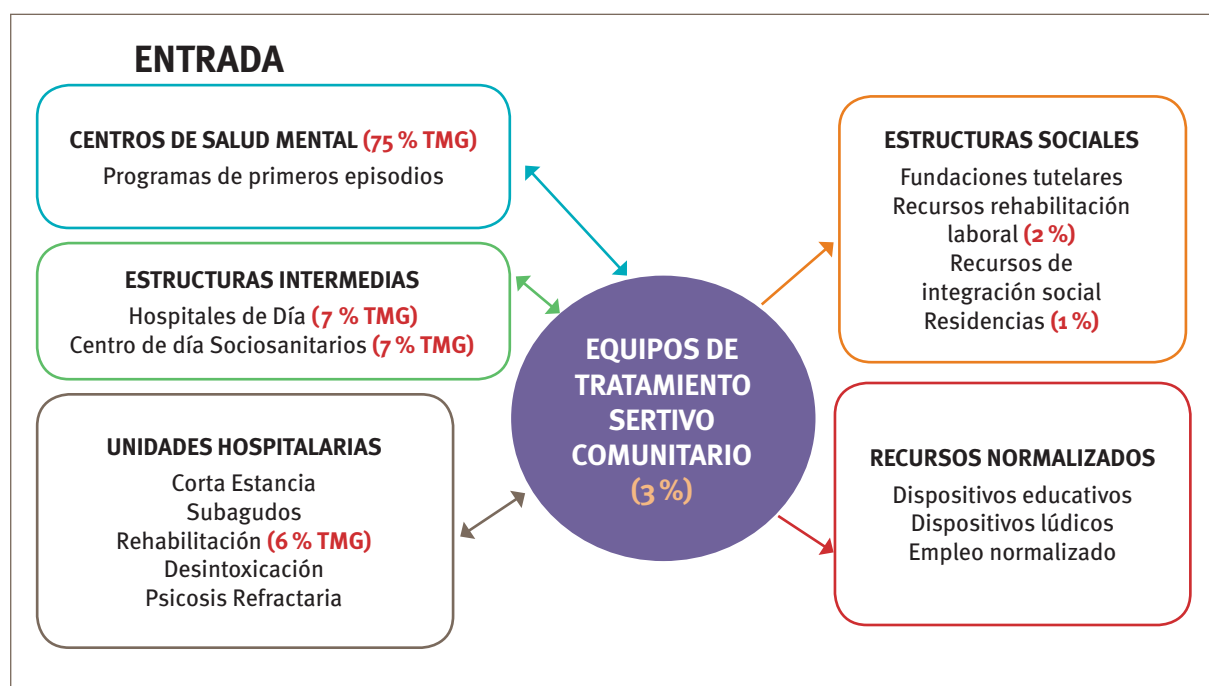 ENTRADA
CENTROS DE SALUD MENTAL (75 % TMG)
Programas de primeros episodios
ESTRUCTURAS INTERMEDIAS
Hospitales de Día (7 % TMG)
Centro de día Sociosanitarios (7 % TMG)
UNIDADES HOSPITALARIAS
Corta Estancia
Subagudos
Rehabilitación (6 % TMG)
Desintoxicación
Psicosis Refractaria
EQUIPOS DE
TRATAMIENTO
SERTIVO
COMUNITARIO
(3 %)
ESTRUCTURAS SOCIALES
Fundaciones tutelares
Recursos rehabilitación
laboral (2 %)
Recursos de
integración social
Residencias (1 %)
RECURSOS NORMALIZADOS
Dispositivos educativos
Dispositivos lúdicos
Empleo normalizado